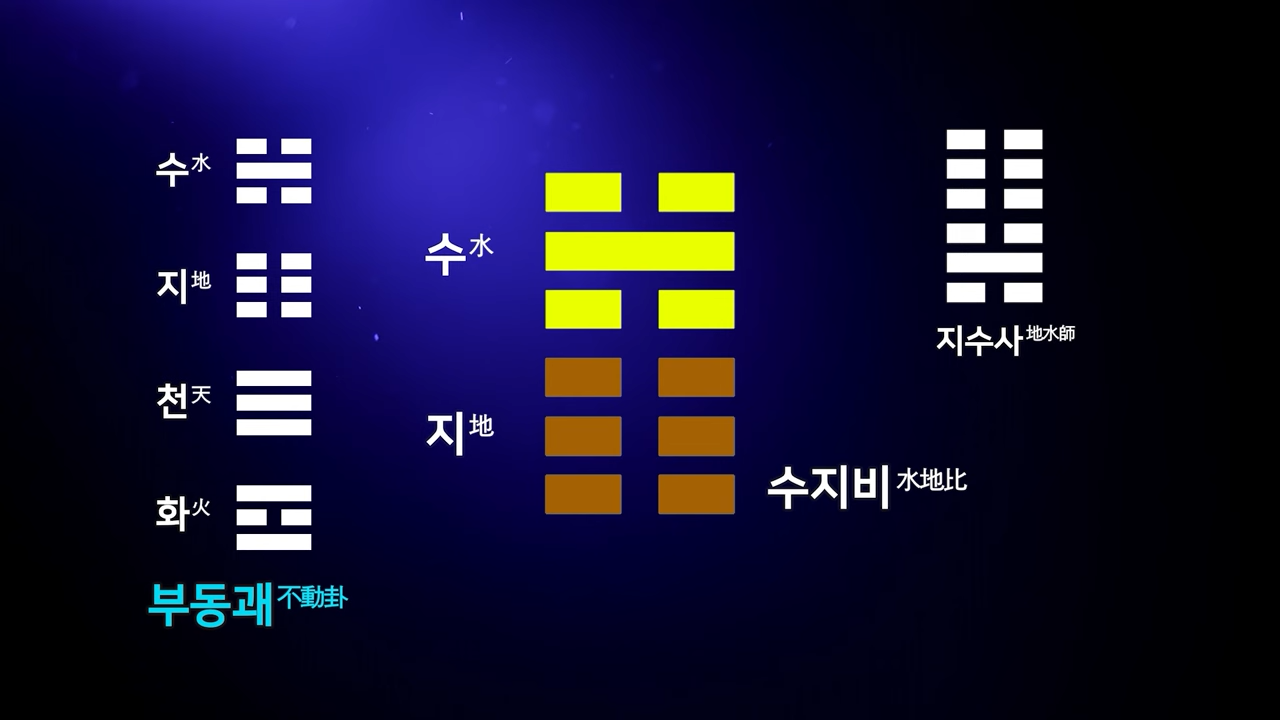 수水
지地
천天
화火
부동괘不動卦
수水
지地
수지비水地比
지수사地水師